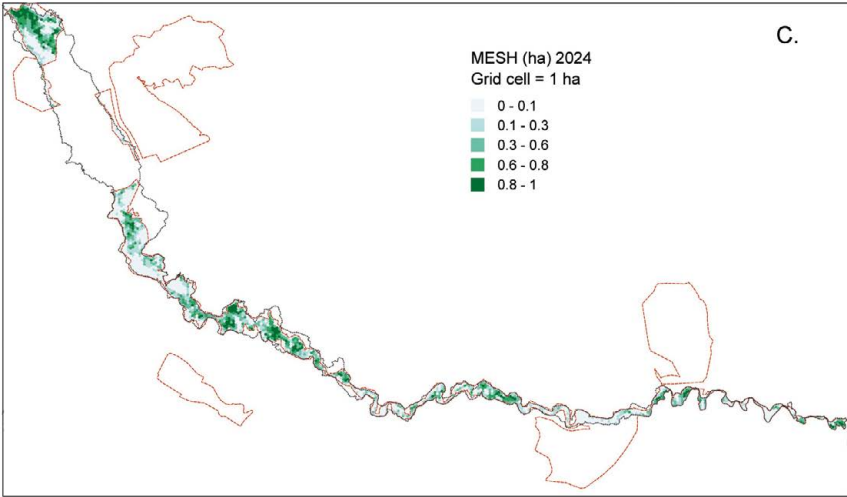 C.
MESH (ha) 2024
Grid cell = 1 ha
0 - 0.1
0.1 - 0.3
0.3 - 0.6
0.6 - 0.8
0.8 - 1